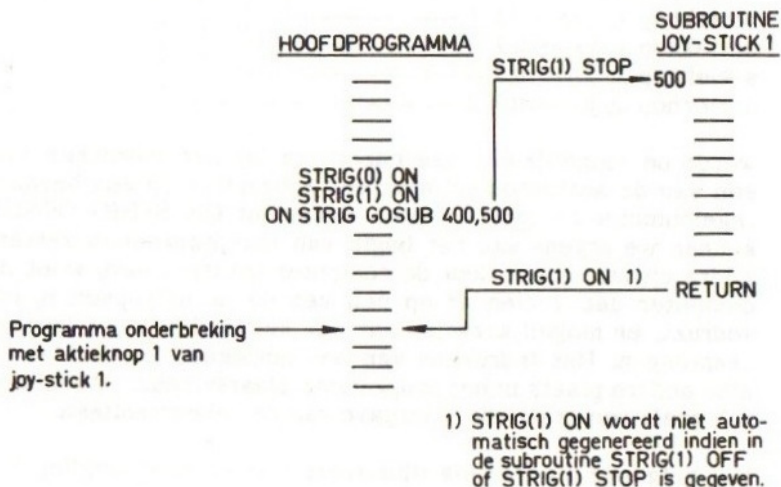 SUBROUTINE
HOOFDPROGRAMMA
JOY-STICK 1
STRIG(1) STOP
500
STRIG(0) ON
STRIG(1) ON
ON STRIG GOSUB 400,500
STRIG(1) ON 1)
RETURN
Programma onderbreking
met aktieknop 1 van
joy-stick 1.
1) STRIG(1) ON wordt niet auto-
matisch gegenereerd indien in
de subroutine STRIG(1) OFF
of STRIG(1) STOP is gegeven.